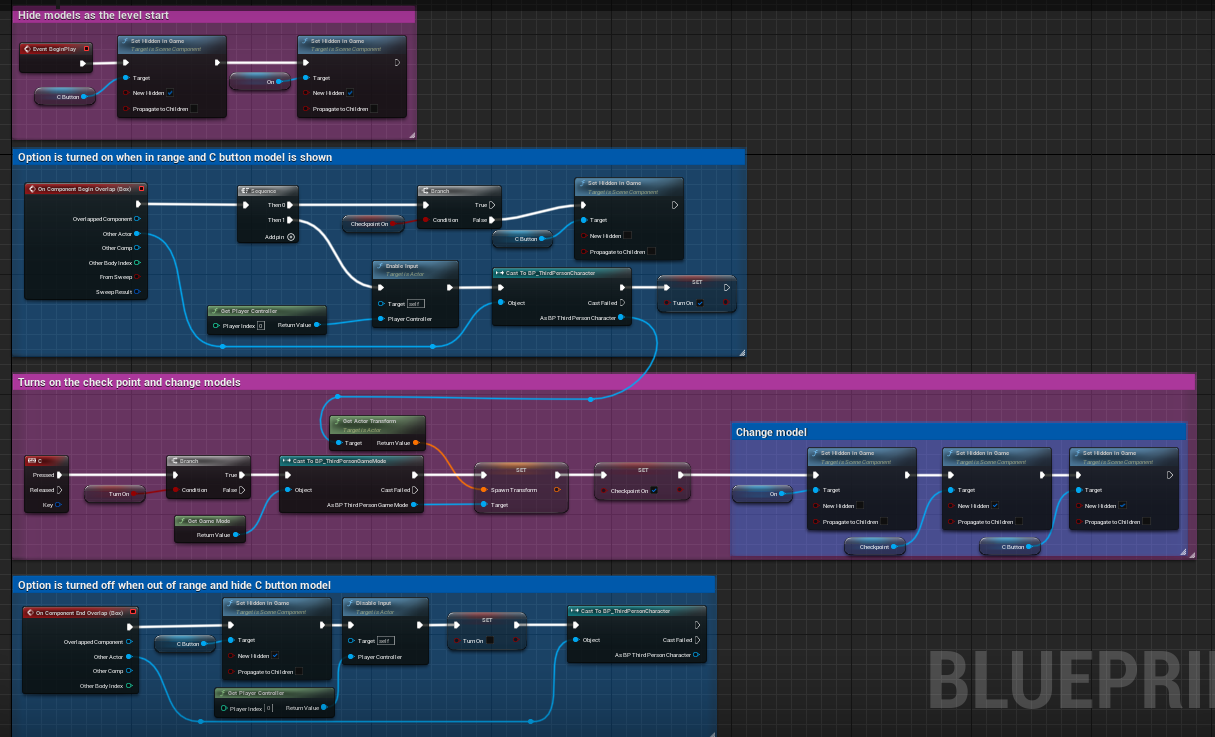 Hide models as the level start
Event BeginPlay
Set Hidden in Game
Target is Scene Component
Target
New Hidden
Propagate to Children
C Button
Set Hidden in Game
Target is Scene Component
Target
New Hidden
Propagate to Children
On
Option is turned on when in range and C button model is shown
On Component Begin Overlap (Box)
Overlapped Component
Other Actor
Other Comp
Other Body Index
From Sweep
Sweep Result
Sequence
Then 0
Then 1
Add pin
Checkpoint On
Branch
True
Condition
False
C Button
Set Hidden in Game
Target is Scene Component
Target
New Hidden
Propagate to Children
Get Player Controller
Player Index 0
Return Value
Enable Input
Target is Actor
Target self
Player Controller
Cast To BP_ThirdPersonCharacter
Object
Cast Failed
As BP Third Person Character
SET
Turn On
Turns on the check point and change models
C
Pressed
Released
Key
Turn On
Branch
True
Condition
False
Get Game Mode
Return Value
Get Actor Transform
Target is Actor
Target
Return Value
Cast To BP_ThirdPersonGameMode
Object
Cast Failed
As BP Third Person Game Mode
SET
Spawn Transform
Target
SET
Checkpoint On
Change model
On
Set Hidden in Game
Target is Scene Component
Target
New Hidden
Propagate to Children
Checkpoint
Set Hidden in Game
Target is Scene Component
Target
New Hidden
Propagate to Children
C Button
Set Hidden in Game
Target is Scene Component
Target
New Hidden
Propagate to Children
Option is turned off when out of range and hide C button model
On Component End Overlap (Box)
Overlapped Component
Other Actor
Other Comp
Other Body Index
C Button
Set Hidden in Game
Target is Scene Component
Target
New Hidden
Propagate to Children
Get Player Controller
Player Index 0
Return Value
Disable Input
Target is Actor
Target self
Player Controller
SET
Turn On
Cast To BP_ThirdPersonCharacter
Object
Cast Failed
As BP Third Person Character
BLUEPRI